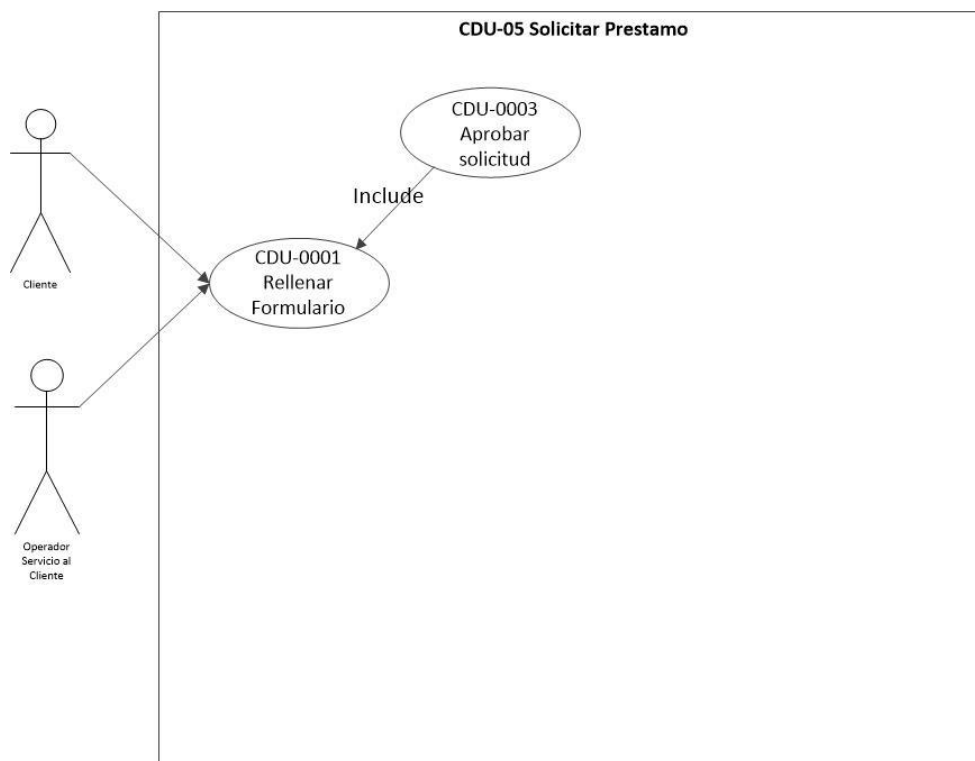 CDU-05 Solicitar Prestamo
CDU-0003
Aprobar
solicitud
Include
CDU-0001
Rellenar
Formulario
Cliente
Operador
Servicio al
Cliente